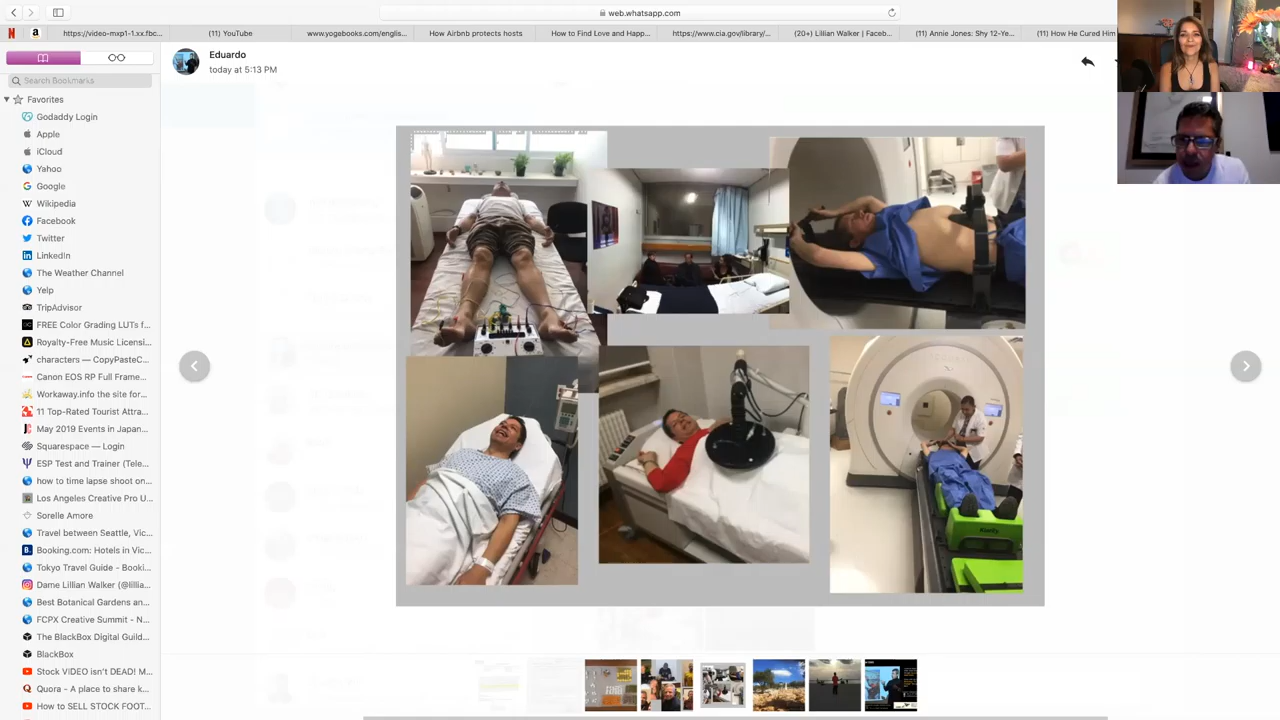 web.whatsapp.com
https://video-mxp1-1.xx.fbc...
(11) YouTube
www.yogebooks.com/englis...
How Airbnb protects hosts
How to Find Love and Happ...
https://www.cia.gov/library/...
(20+) Lillian Walker | Faceb...
(11) Annie Jones: Shy 12-Ye...
(11) How He Cured Him
Eduardo
today at 5:13 PM
Search Bookmarks
Favorites
Godaddy Login
Apple
iCloud
Yahoo
Google
Wikipedia
Facebook
Twitter
LinkedIn
The Weather Channel
Yelp
TripAdvisor
FREE Color Grading LUTs f...
Royalty-Free Music Licensi...
characters — CopyPasteC...
Canon EOS RP Full Frame...
Workaway.info the site for...
11 Top-Rated Tourist Attra...
May 2019 Events in Japan...
Squarespace — Login
ESP Test and Trainer (Tele...
how to time lapse shoot on...
Los Angeles Creative Pro U...
Sorelle Amore
Travel between Seattle, Vic...
Booking.com: Hotels in Vic...
Tokyo Travel Guide - Booki...
Dame Lillian Walker (@lillia...
Best Botanical Gardens an...
FCPX Creative Summit - N...
The BlackBox Digital Guild...
BlackBox
Stock VIDEO isn't DEAD! M...
Quora - A place to share k...
How to SELL STOCK FOOT...